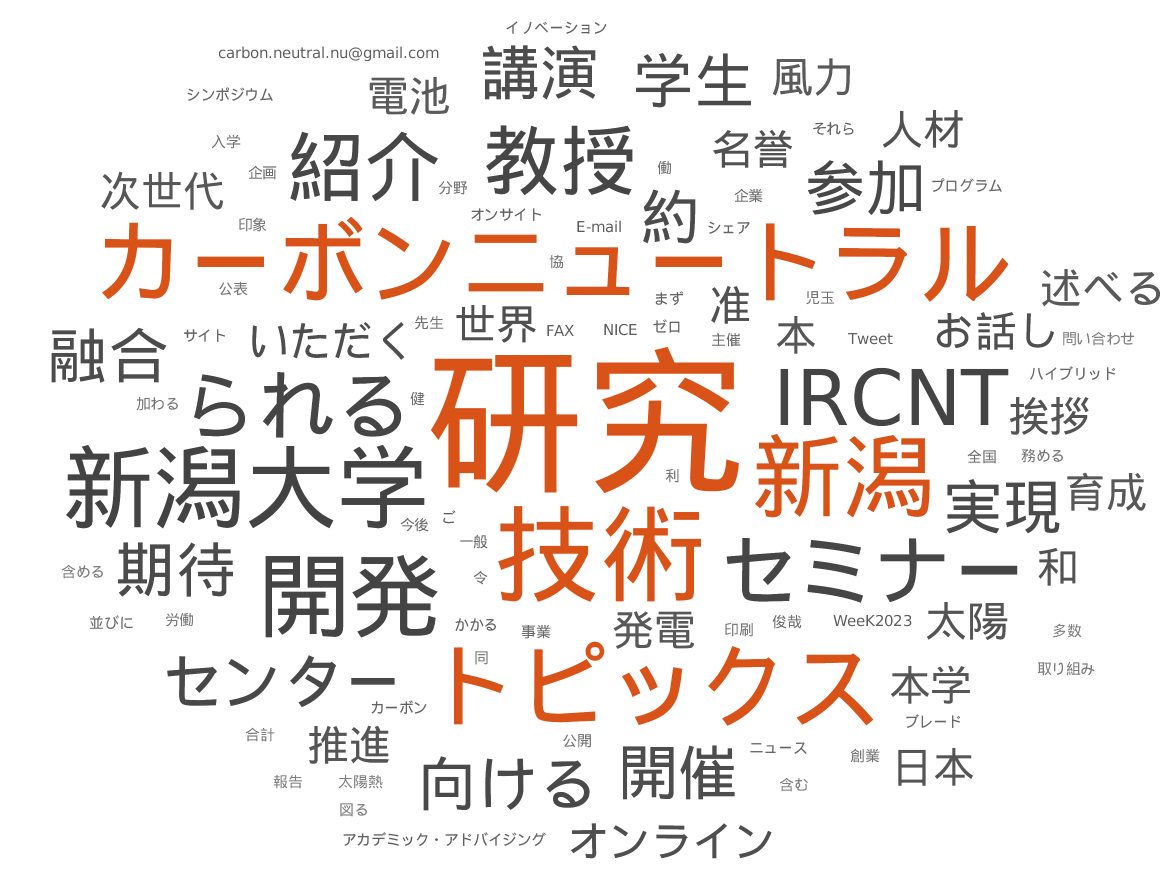 イノベーション
carbon.neutral.nu@gmail.com
講演
学生
風力
電池
シンポジウム
それら
人材
入学
紹介
教授
名誉
企画
分野
働
企業
参加
プログラム
次世代
印象
オンサイト
E-mail
約
シェア
カーボンニュートラル
協
公表
まず
准
児玉
述べる
融合
サイト
いただく
先生
世界
FAX
NICE
ゼロ
主催
本
Tweet
お話し
問い合わせ
加わる
られる
健
研究
IRCNT
ハイブリッド
挨拶
新潟大学
利
新潟
全国
務める
実現
育成
今後
ご
一般
技術
含める
期待
開発
令
セミナー
和
並びに
労働
かかる
事業
発電
印刷
俊哉
WeeK2023
太陽
多数
センター
同
トピックス
取り組み
本学
カーボン
ブレード
合計
推進
公開
開催
ニュース
創業
日本
報告
太陽熱
向ける
含む
図る
アカデミック・アドバイジング
オンライン